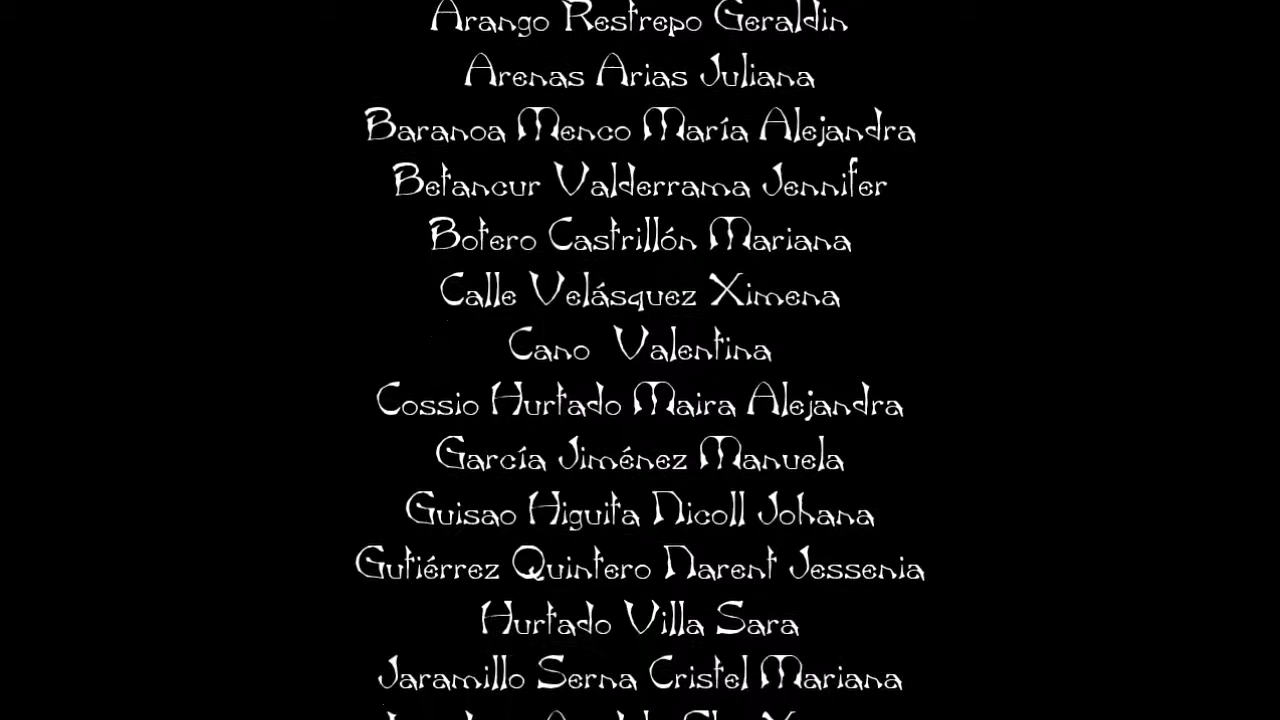 Arango Restrepo Geraldin
Arenas Arias Juliana
Baranoa Menco María Alejandra
Betancur Valderrama Jennifer
Botero Castrillón Mariana
Calle Velásquez Ximena
Cano Valentina
Cossio Hurtado Maira Alejandra
García Jiménez Manuela
Guisao Higuita Nicoll Johana
Gutiérrez Quintero Narent Jessenia
Hurtado Villa Sara
Jaramillo Serna Cristel Mariana